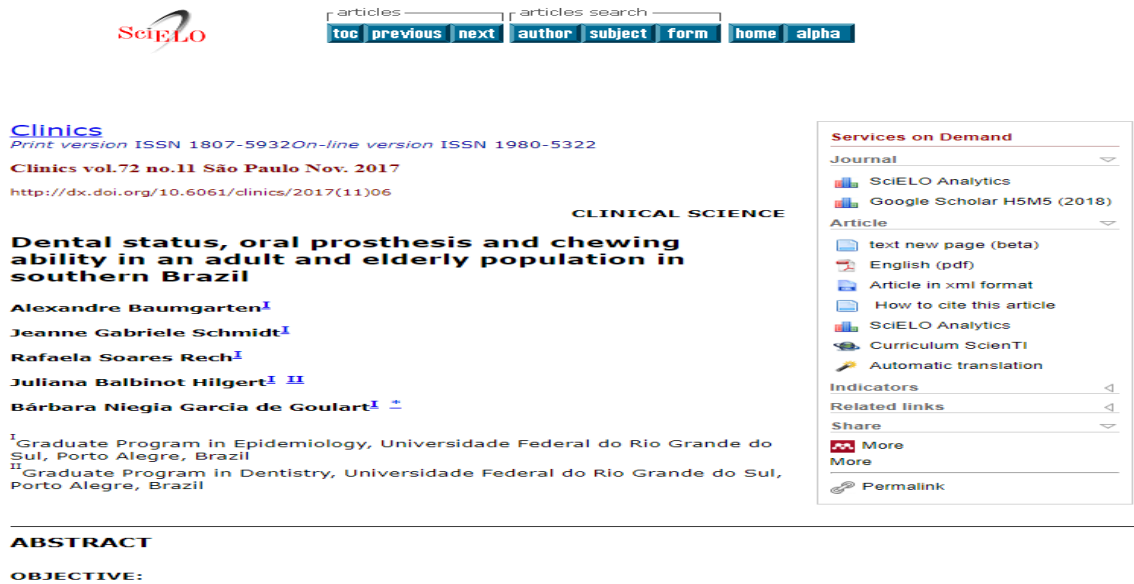 SciELO
articles
articles search
toc previous next author subject form home alpha
Clinics
Print version ISSN 1807-5932On-line version ISSN 1980-5322
Clinics vol.72 no.11 São Paulo Nov. 2017
http://dx.doi.org/10.6061/clinics/2017(11)06
CLINICAL SCIENCE
Dental status, oral prosthesis and chewing
ability in an adult and elderly population in
southern Brazil
Alexandre BaumgartenI
Jeanne Gabriele SchmidtI
Rafaela Soares RechI
Juliana Balbinot HilgertI II
Bárbara Niegia Garcia de GoulartI *
IGraduate Program in Epidemiology, Universidade Federal do Rio Grande do
Sul, Porto Alegre, Brazil
IIGraduate Program in Dentistry, Universidade Federal do Rio Grande do Sul,
Porto Alegre, Brazil
Services on Demand
Journal
SciELO Analytics
Google Scholar H5M5 (2018)
Article
text new page (beta)
English (pdf)
Article in xml format
How to cite this article
SciELO Analytics
Curriculum ScienTI
Automatic translation
Indicators
Related links
Share
More
More
Permalink
ABSTRACT
OBJECTIVE: